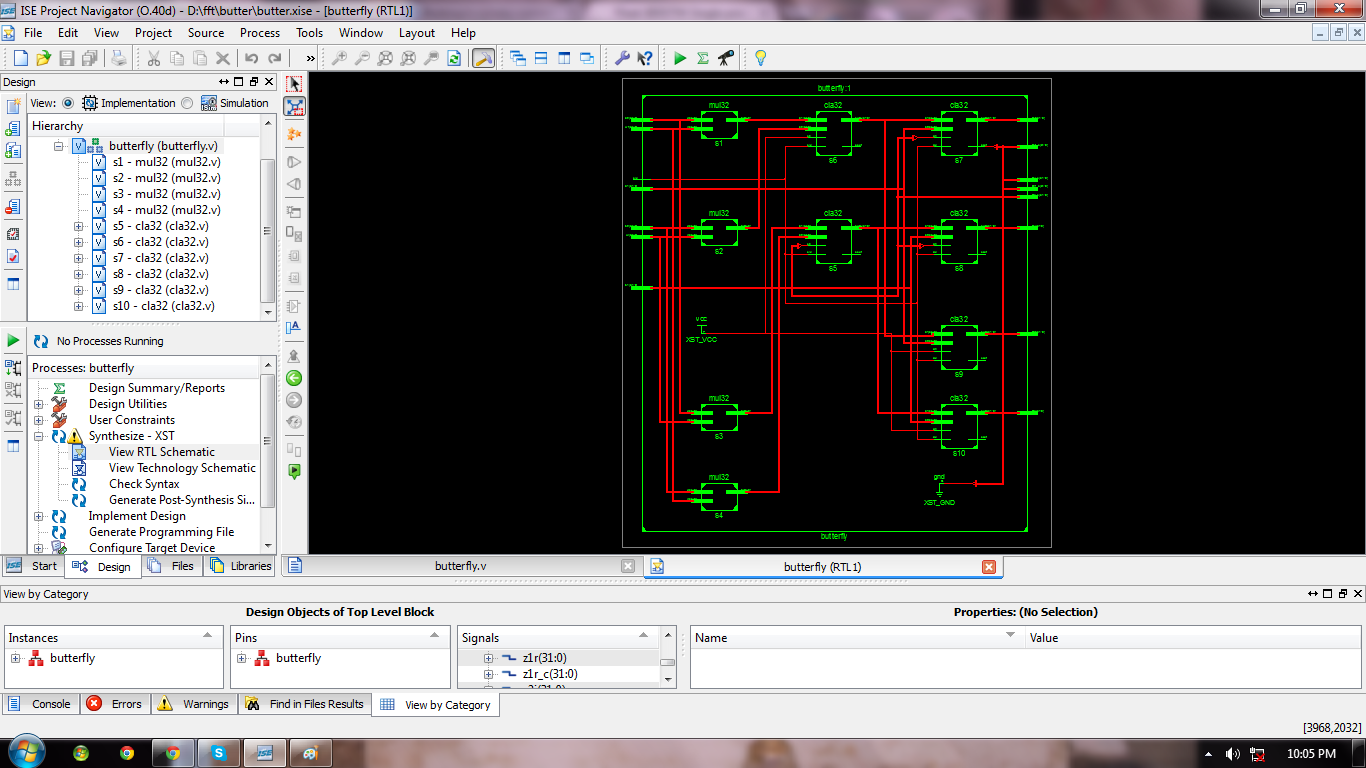 ISE Project Navigator (O.40d) - D:\fft\butter\butter.xise - [butterfly (RTL1)]
File Edit View Project Source Process Tools Window Layout Help
Design
View: Implementation Simulation
Hierarchy
butterfly (butterfly.v)
s1 - mul32 (mul32.v)
s2 - mul32 (mul32.v)
s3 - mul32 (mul32.v)
s4 - mul32 (mul32.v)
s5 - cla32 (cla32.v)
s6 - cla32 (cla32.v)
s7 - cla32 (cla32.v)
s8 - cla32 (cla32.v)
s9 - cla32 (cla32.v)
s10 - cla32 (cla32.v)
No Processes Running
Processes: butterfly
Design Summary/Reports
Design Utilities
User Constraints
Synthesize - XST
View RTL Schematic
View Technology Schematic
Check Syntax
Generate Post-Synthesis Si...
Implement Design
Generate Programming File
Configure Target Device
Start Design Files Libraries
butterfly:1
mul32 cla32 cla32
s1 s6 s7
mul32 cla32 cla32
s2 s5 s8
vcc
XST_VCC
cla32
s9
mul32 cla32
s3 s10
mul32
s4
gnd
XST_GND
butterfly
butterfly.v butterfly (RTL1)
View by Category
Design Objects of Top Level Block Properties: (No Selection)
Instances Pins Signals Name Value
butterfly butterfly z1r(31:0)
z1r_c(31:0)
Console Errors Warnings Find in Files Results View by Category
[3968,2032]
10:05 PM